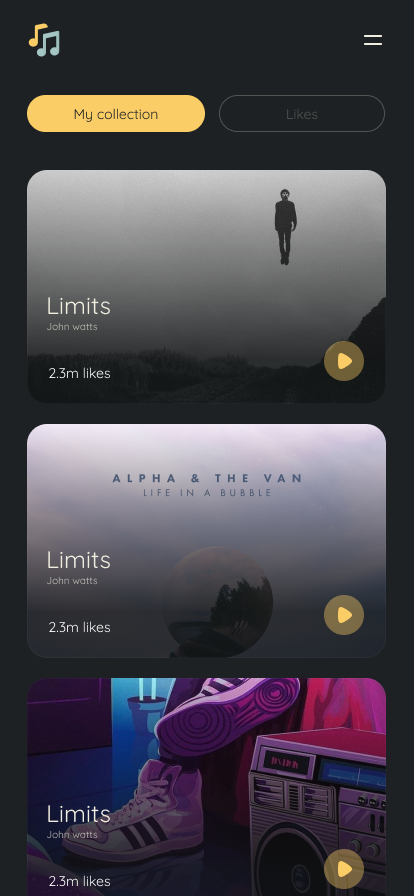 My collection
Likes
Limits
John watts
2.3m likes
ALPHA & THE VAN
LIFE IN A BUBBLE
Limits
John watts
2.3m likes
Limits
John watts
2.3m likes